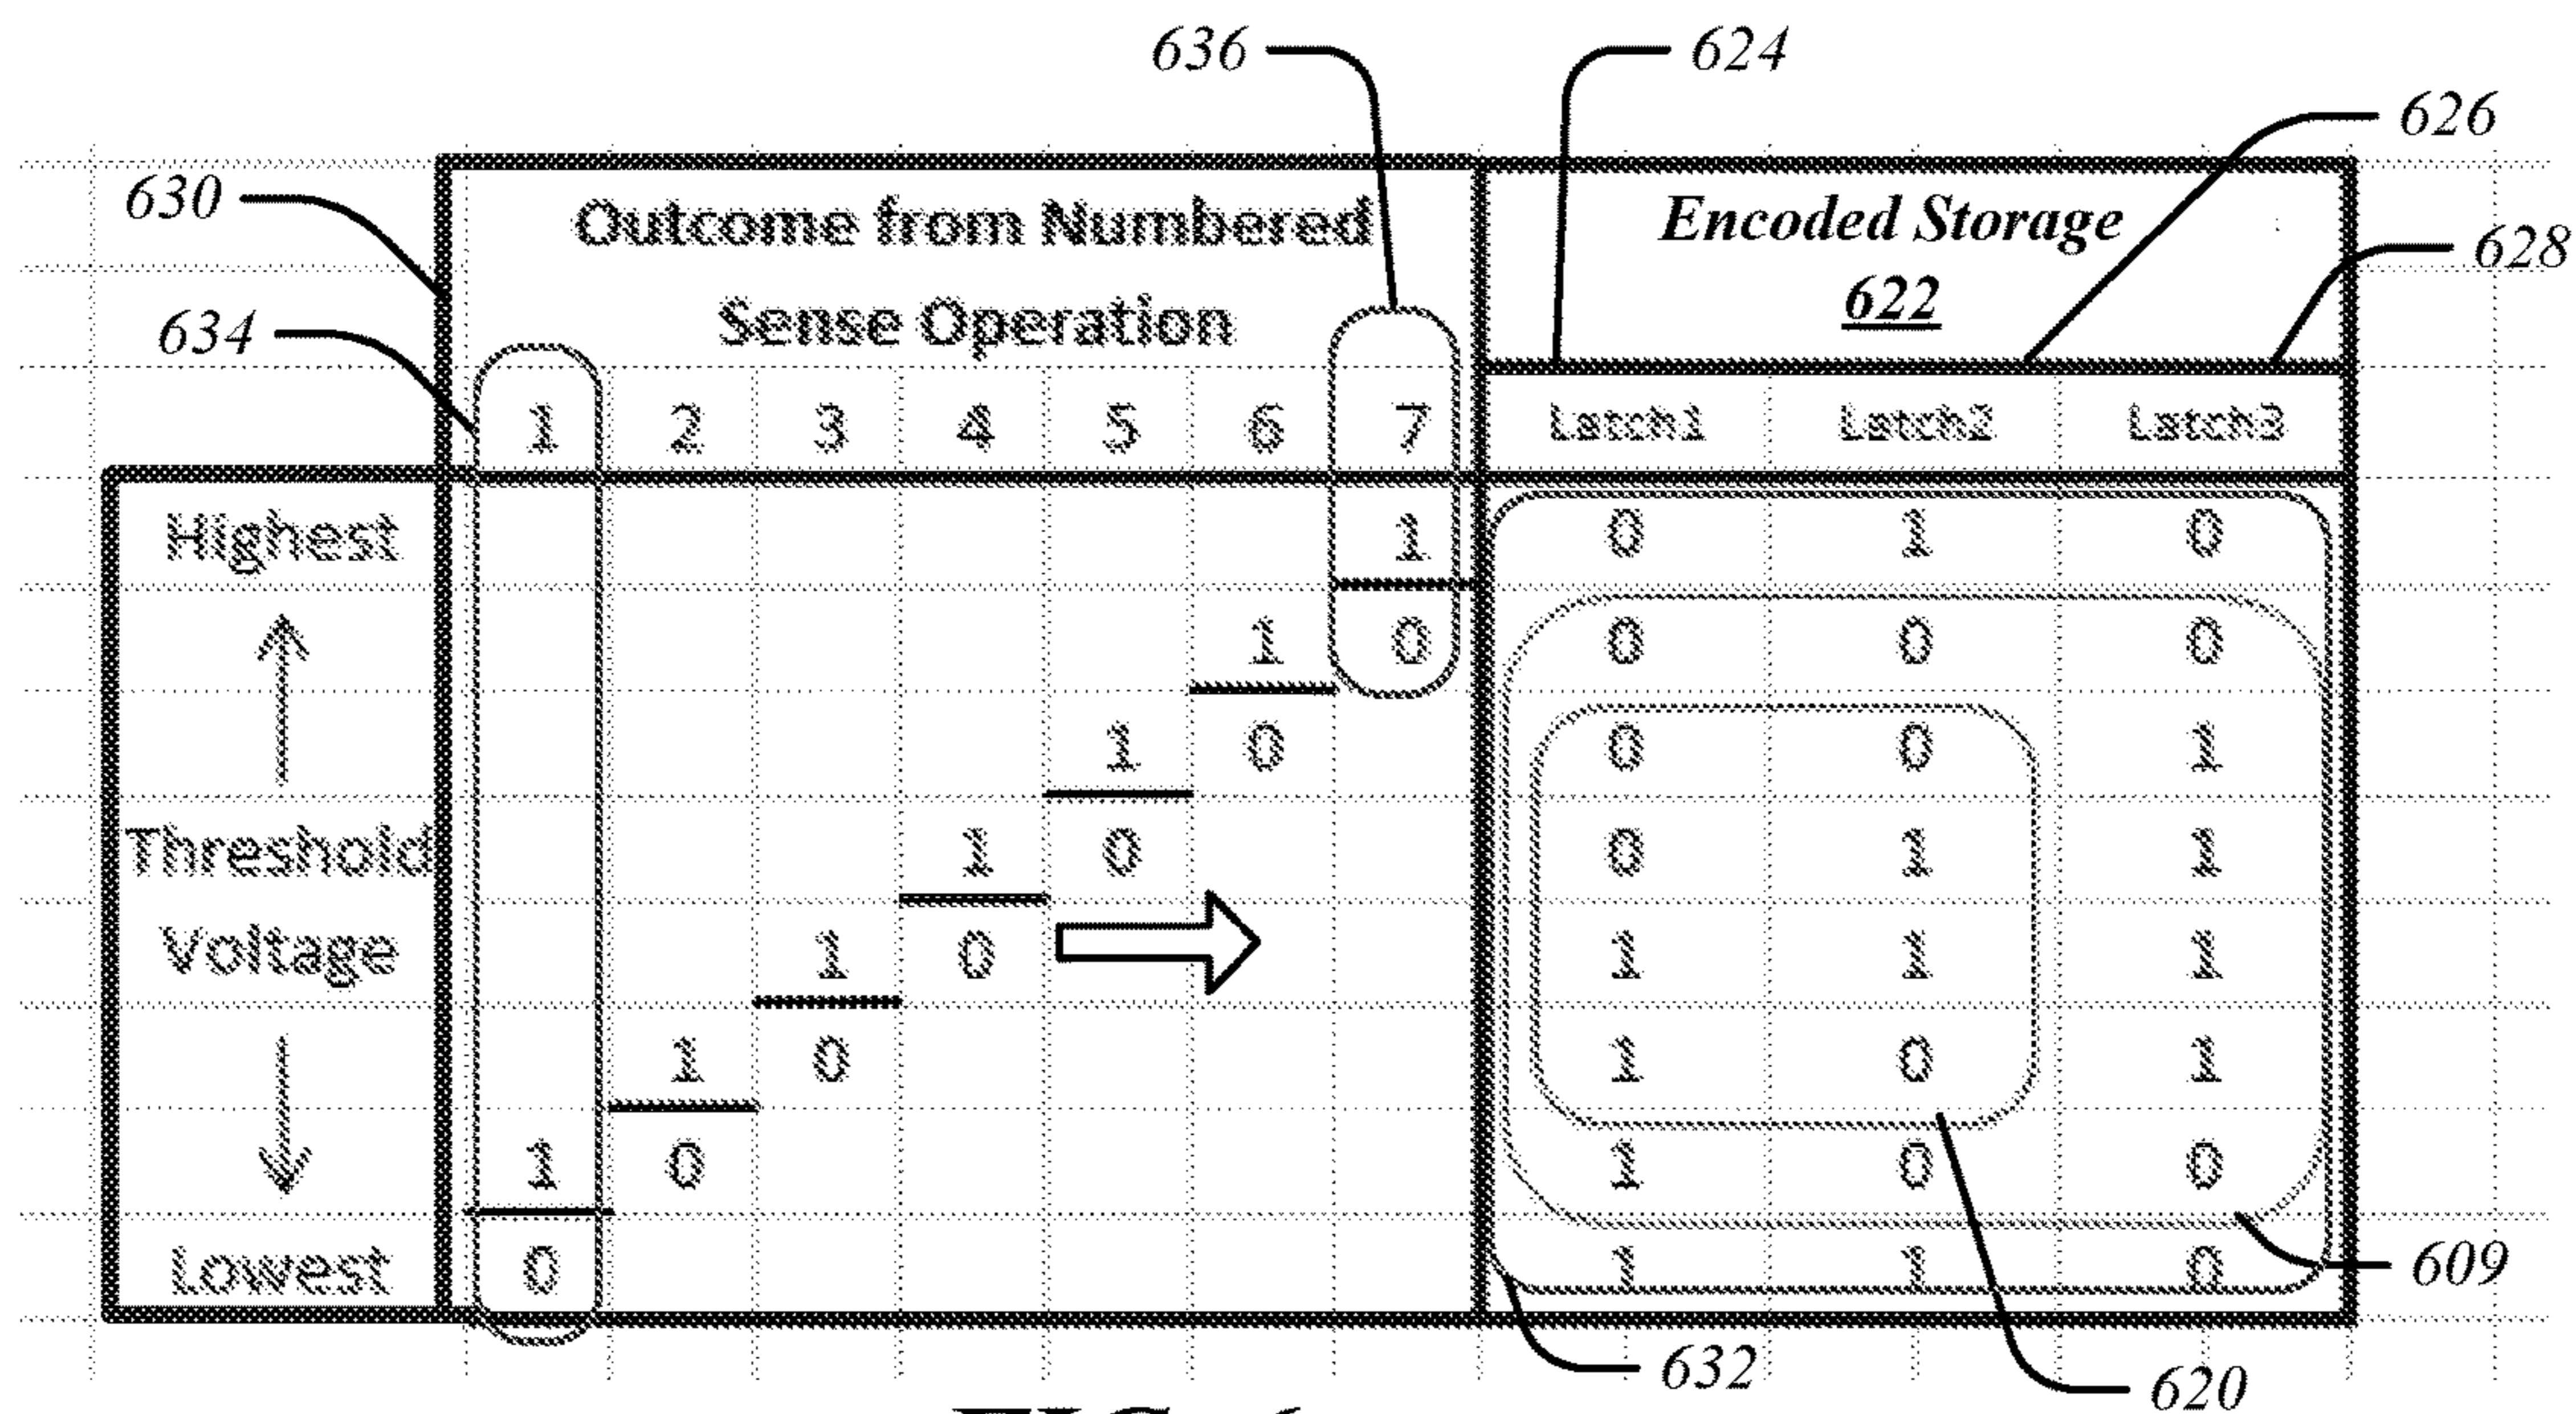 636
624
626
630
Outcome from Numbered
Sense Operation
Encoded Storage
622
628
634
1 2 3 4 5 6 7 Latch1 Latch2 Latch3
Highest 1 0 1 0
1 0 0 0 0
1 0 0 0 1
Threshold 1 0 0 1 1
Voltage 1 0 1 1 1
1 0 1 0 1
1 0 1 0 0
Lowest 0 1 1 0
609
632
620